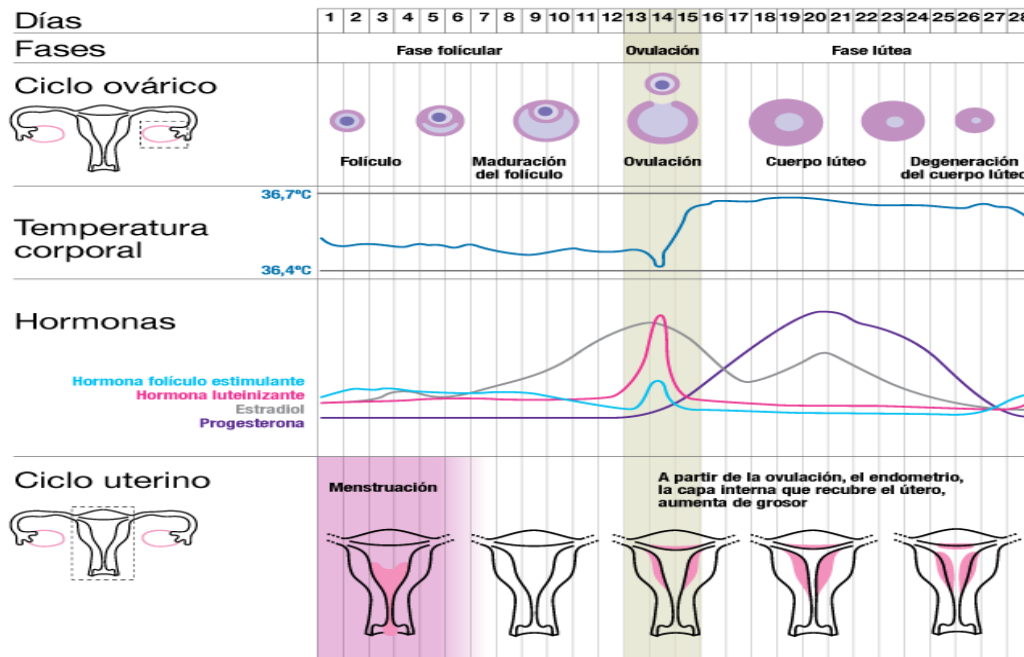 Días 1 2 3 4 5 6 7 8 9 10 11 12 13 14 15 16 17 18 19 20 21 22 23 24 25 26 27 28
Fases Fase folícular Ovulación Fase lútea
Ciclo ovárico
Folículo Maduración Ovulación Cuerpo lúteo Degeneración
del folículo del cuerpo lúteo
36,7ºC
Temperatura
corporal
36,4ºC
Hormonas
Hormona folículo estimulante
Hormona luteinizante
Estradiol
Progesterona
Ciclo uterino
Menstruación
A partir de la ovulación, el endometrio,
la capa interna que recubre el útero,
aumenta de grosor